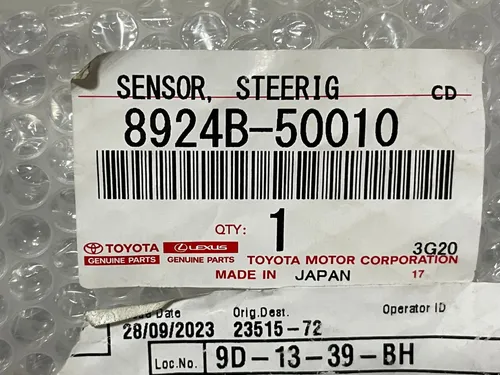 SENSOR, STEERIG CD
8924B-50010
QTY: 1 3G20
TOYOTA LEXUS TOYOTA MOTOR CORPORATION
GENUINE PARTS GENUINE PARTS
MADE IN JAPAN 17
Date Orig.Dest. Operator ID
28/09/2023 23515-72
Loc.No. 9D-13-39-BH